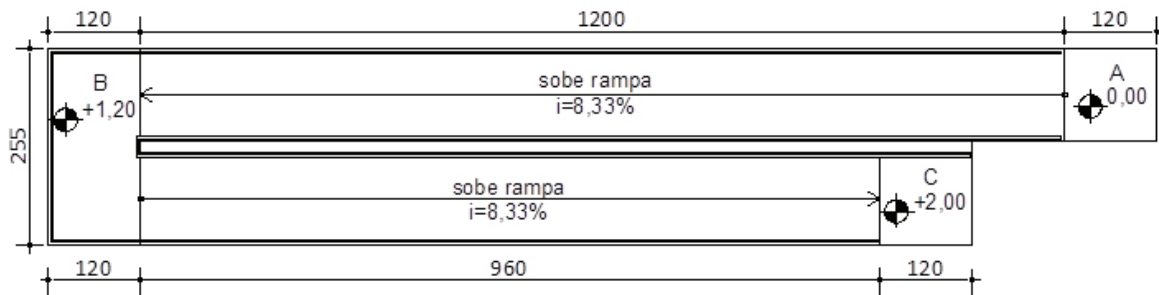 120 1200 120
B
+1,20
sobe rampa
i=8,33%
A
0,00
255
sobe rampa
i=8,33%
C
+2,00
120 960 120